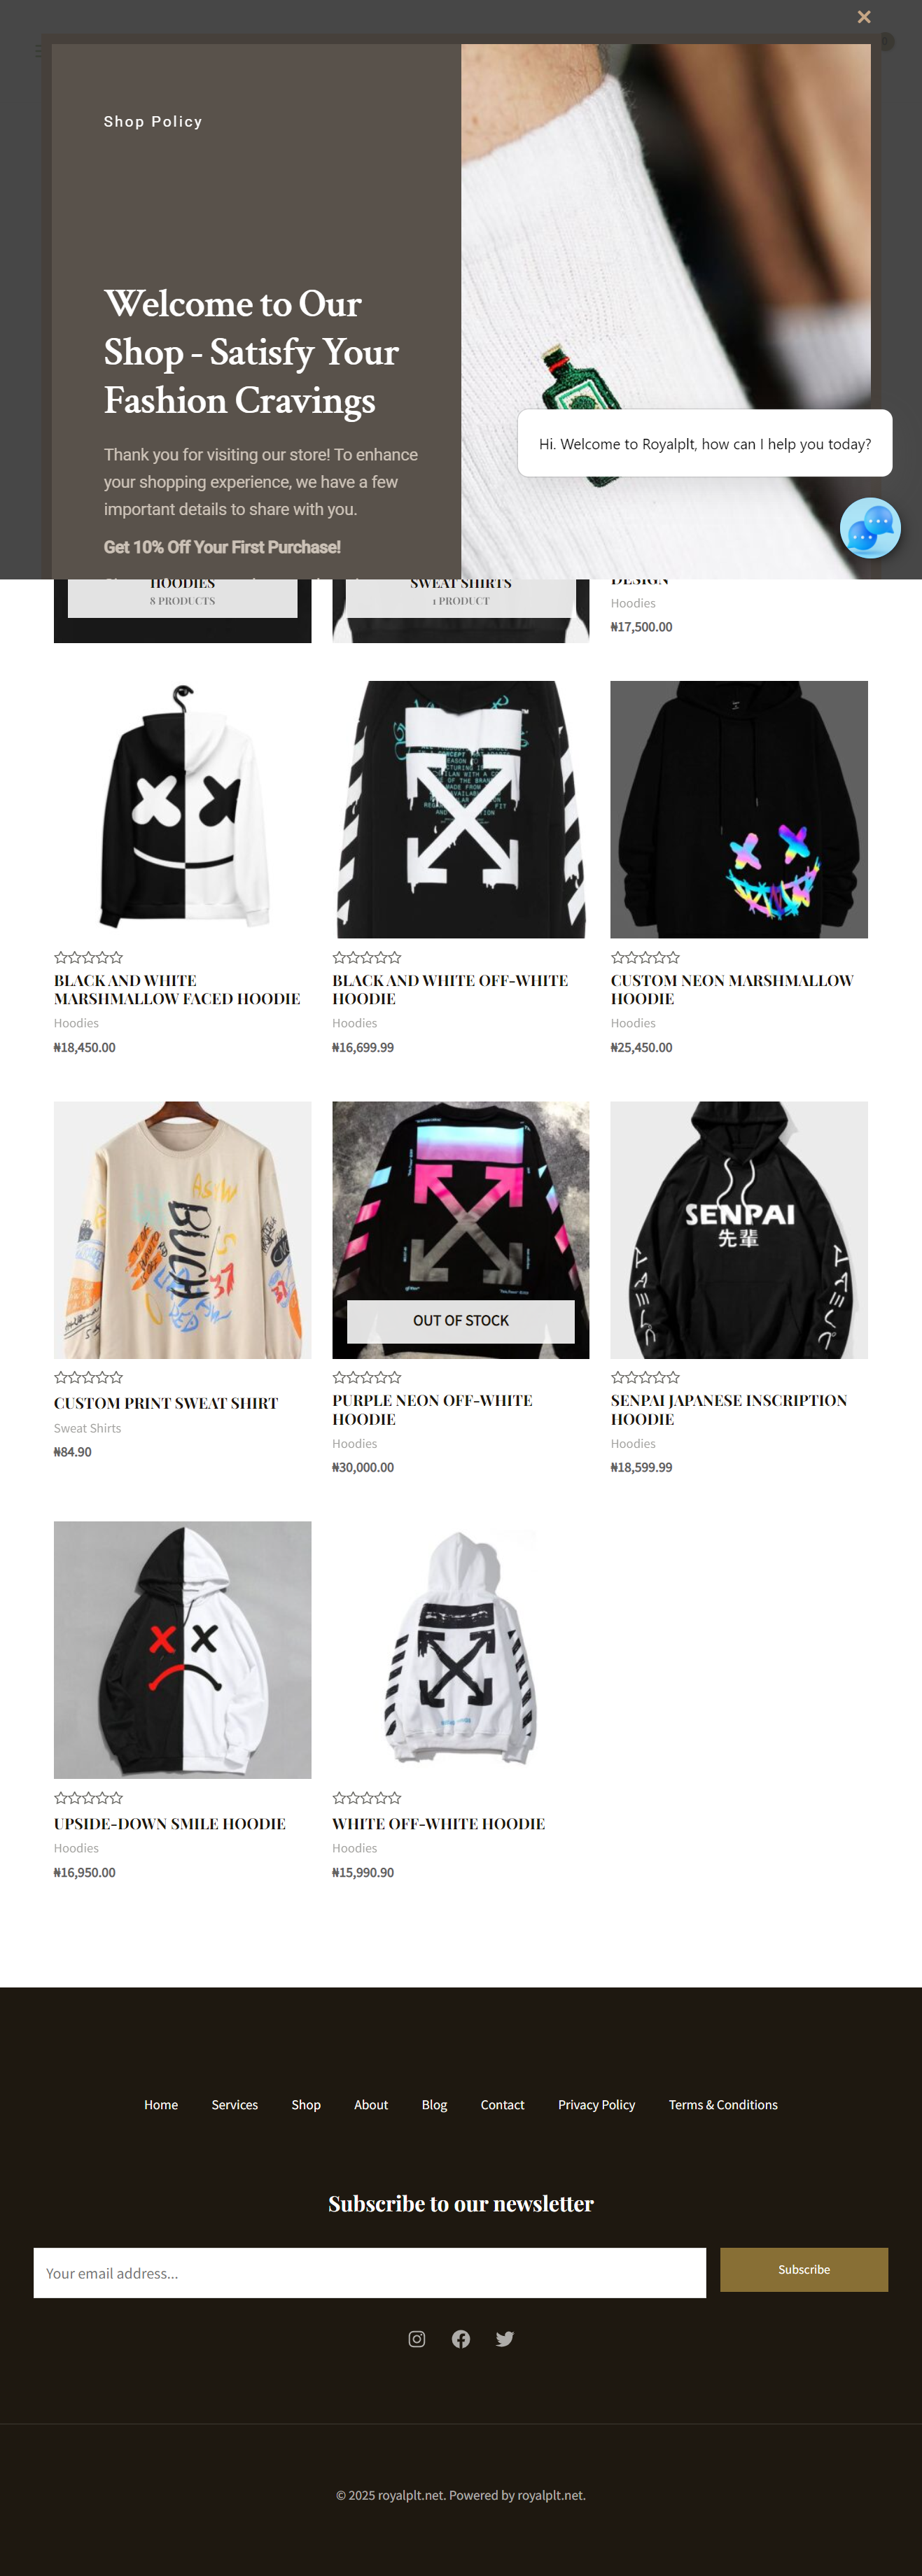 Shop Policy
Welcome to Our
Shop - Satisfy Your
Fashion Cravings
Thank you for visiting our store! To enhance
your shopping experience, we have a few
important details to share with you.
Get 10% Off Your First Purchase!
Hi. Welcome to Royalplt, how can I help you today?
HOODIES
8 PRODUCTS
SWEAT SHIRTS
1 PRODUCT
DESIGN
Hoodies
₦17,500.00
BLACK AND WHITE
MARSHMALLOW FACED HOODIE
Hoodies
₦18,450.00
BLACK AND WHITE OFF-WHITE
HOODIE
Hoodies
₦16,699.99
CUSTOM NEON MARSHMALLOW
HOODIE
Hoodies
₦25,450.00
BUCH
37
CUSTOM PRINT SWEAT SHIRT
Sweat Shirts
₦84.90
OUT OF STOCK
PURPLE NEON OFF-WHITE
HOODIE
Hoodies
₦30,000.00
SENPAI
先輩
SENPAI JAPANESE INSCRIPTION
HOODIE
Hoodies
₦18,599.99
UPSIDE-DOWN SMILE HOODIE
Hoodies
₦16,950.00
WHITE OFF-WHITE HOODIE
Hoodies
₦15,990.90
Home Services Shop About Blog Contact Privacy Policy Terms & Conditions
Subscribe to our newsletter
Your email address...
Subscribe
© 2025 royalplt.net. Powered by royalplt.net.